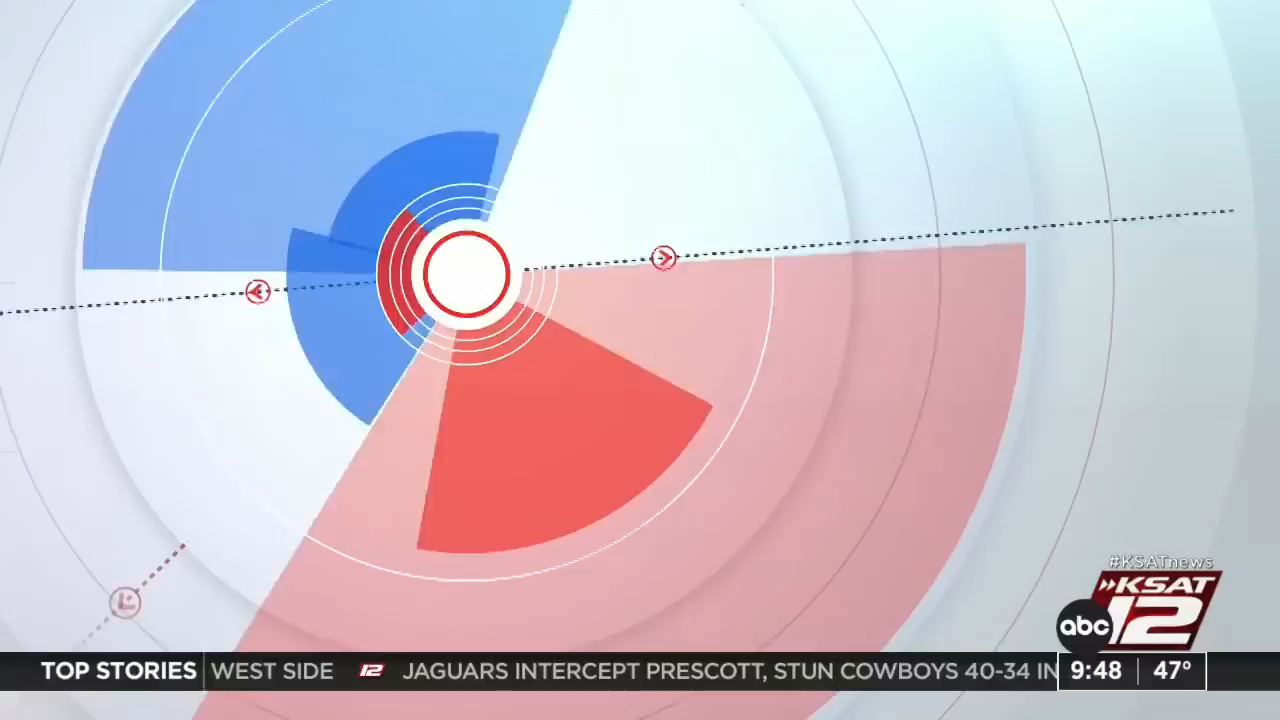 #KSATnews
KSAT
abc 12
TOP STORIES WEST SIDE 12 JAGUARS INTERCEPT PRESCOTT, STUN COWBOYS 40-34 IN 9:48 47°